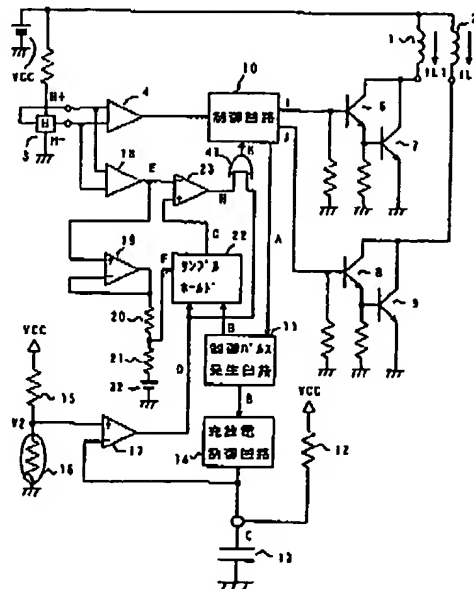 1
2
VCC
IL1
IL
H+
H
H-
3
4
10
制御回路
I
J
K
41
6
7
18
E
23
H
A
19
G
22
サンプル
ホールド
F
8
9
20
21
32
D
B
11
制御パルス
発生回路
B
VCC
15
V2
16
17
14
充放電
制御回路
VCC
12
C
13